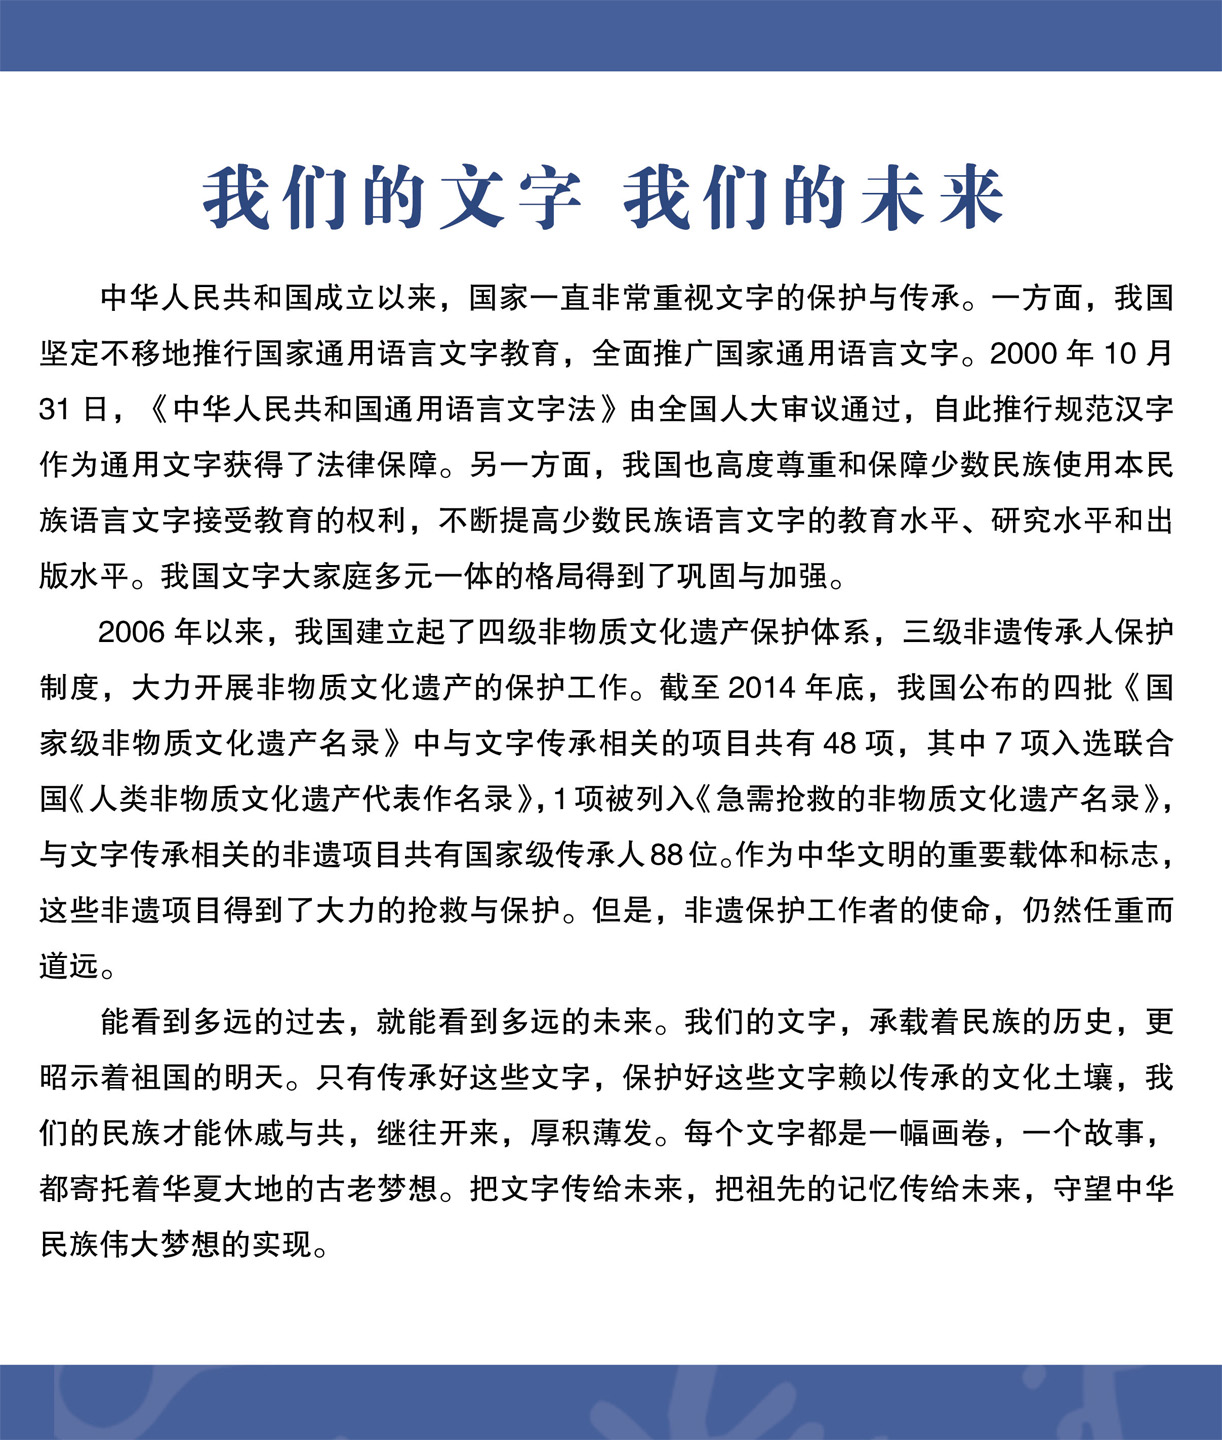 我们的文字 我们的未来
中华人民共和国成立以来，国家一直非常重视文字的保护与传承。一方面，我国
坚定不移地推行国家通用语言文字教育，全面推广国家通用语言文字。2000 年 10 月
31 日，《中华人民共和国通用语言文字法》由全国人大审议通过，自此推行规范汉字
作为通用文字获得了法律保障。另一方面，我国也高度尊重和保障少数民族使用本民
族语言文字接受教育的权利，不断提高少数民族语言文字的教育水平、研究水平和出
版水平。我国文字大家庭多元一体的格局得到了巩固与加强。
2006 年以来，我国建立起了四级非物质文化遗产保护体系，三级非遗传承人保护
制度，大力开展非物质文化遗产的保护工作。截至 2014 年底，我国公布的四批《国
家级非物质文化遗产名录》中与文字传承相关的项目共有 48 项，其中 7 项入选联合
国《人类非物质文化遗产代表作名录》，1 项被列入《急需抢救的非物质文化遗产名录》，
与文字传承相关的非遗项目共有国家级传承人 88 位。作为中华文明的重要载体和标志，
这些非遗项目得到了大力的抢救与保护。但是，非遗保护工作者的使命，仍然任重而
道远。
能看到多远的过去，就能看到多远的未来。我们的文字，承载着民族的历史，更
昭示着祖国的明天。只有传承好这些文字，保护好这些文字赖以传承的文化土壤，我
们的民族才能休戚与共，继往开来，厚积薄发。每个文字都是一幅画卷，一个故事，
都寄托着华夏大地的古老梦想。把文字传给未来，把祖先的记忆传给未来，守望中华
民族伟大梦想的实现。